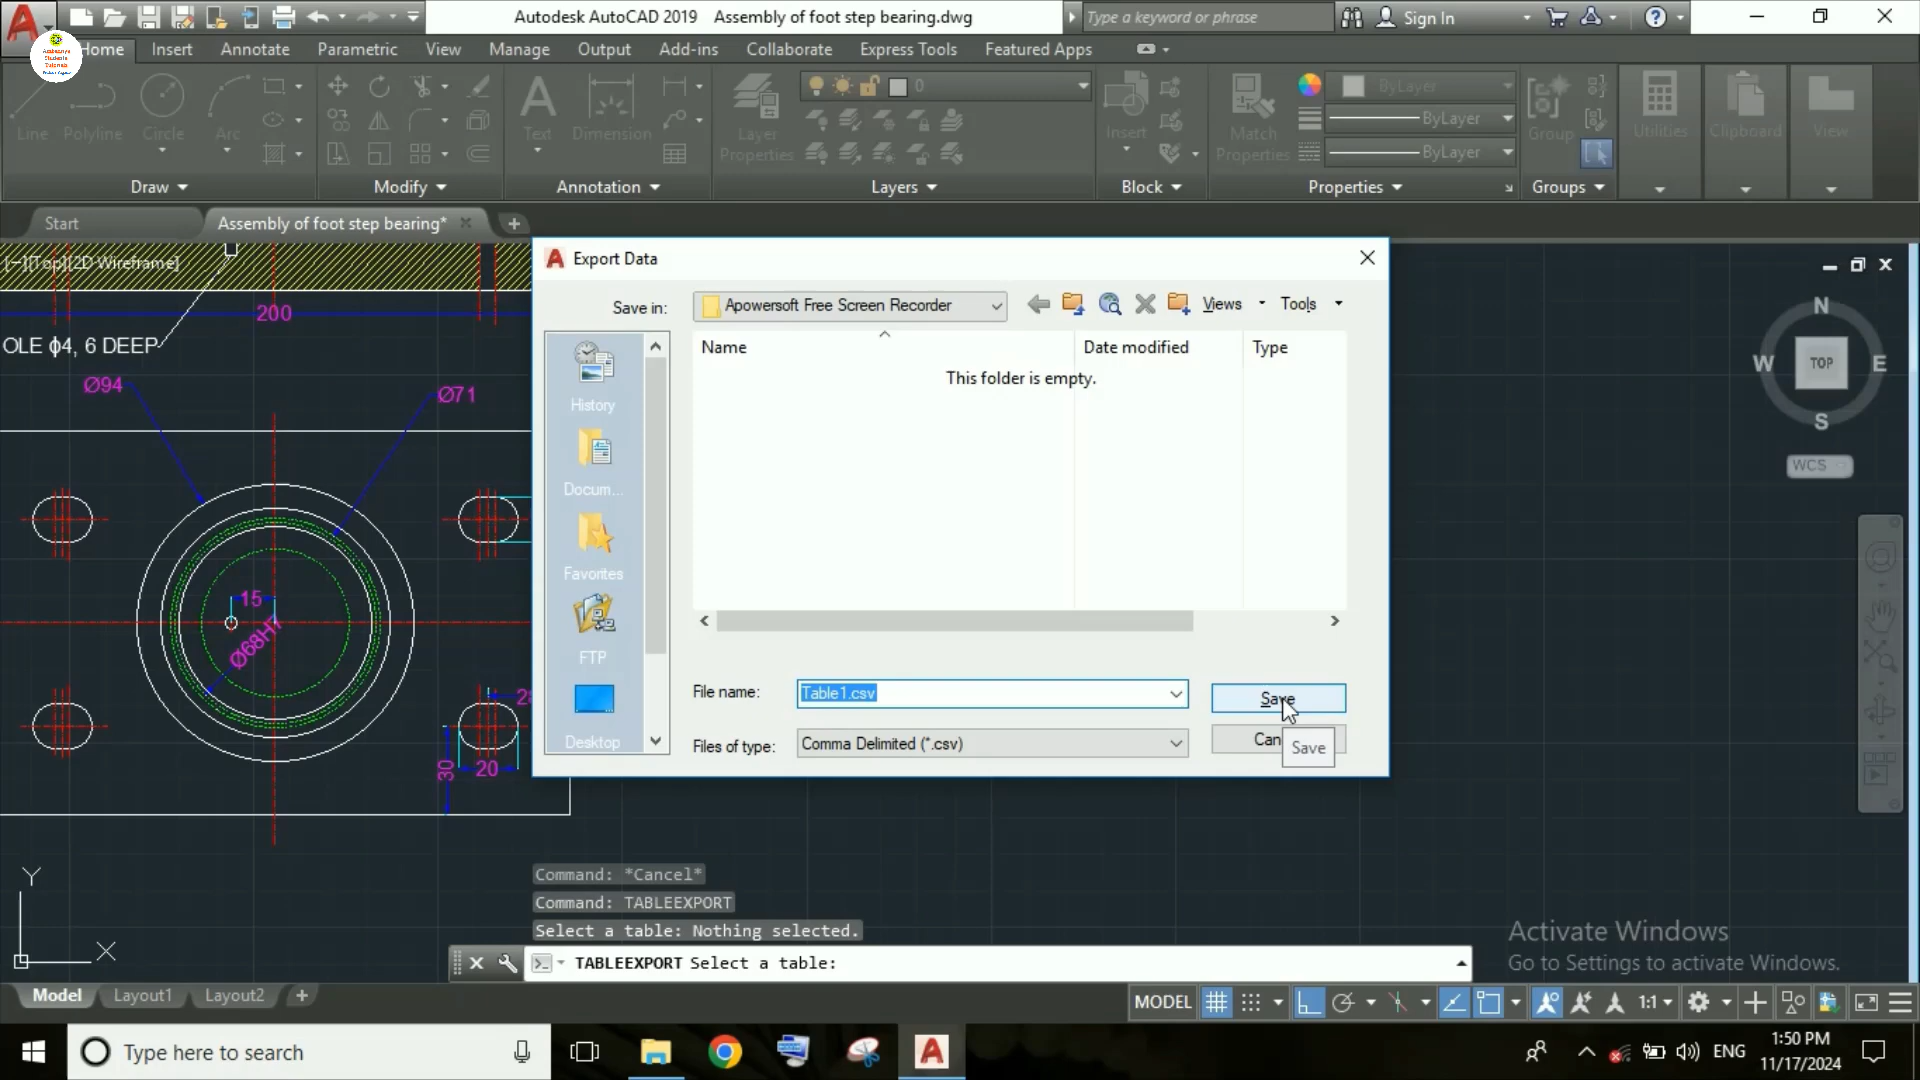 Autodesk AutoCAD 2019 Assembly of foot step bearing.dwg
Type a keyword or phrase
Sign In
Home Insert Annotate Parametric View Manage Output Add-ins Collaborate Express Tools Featured Apps
Line Polyline Circle Arc
Text Dimension
Layer Properties
0
Insert
Match Properties
ByLayer
ByLayer
ByLayer
Group
Utilities
Clipboard
View
Draw Modify Annotation Layers Block Properties Groups
Start Assembly of foot step bearing*
[−][Top][2D Wireframe]
200
OLE ϕ4, 6 DEEP
Ø94
Ø71
15
Ø68H7
20
30
Y
X
Export Data
Save in: Apowersoft Free Screen Recorder
Views Tools
Name Date modified Type
This folder is empty.
History
Docum...
Favorites
FTP
Desktop
File name: Table1.csv
Save
Files of type: Comma Delimited (*.csv)
Can
Save
N
W TOP E
S
WCS
Command: *Cancel*
Command: TABLEEXPORT
Select a table: Nothing selected.
TABLEEXPORT Select a table:
Activate Windows
Go to Settings to activate Windows.
Model Layout1 Layout2
MODEL 1:1
Type here to search
ENG
1:50 PM
11/17/2024